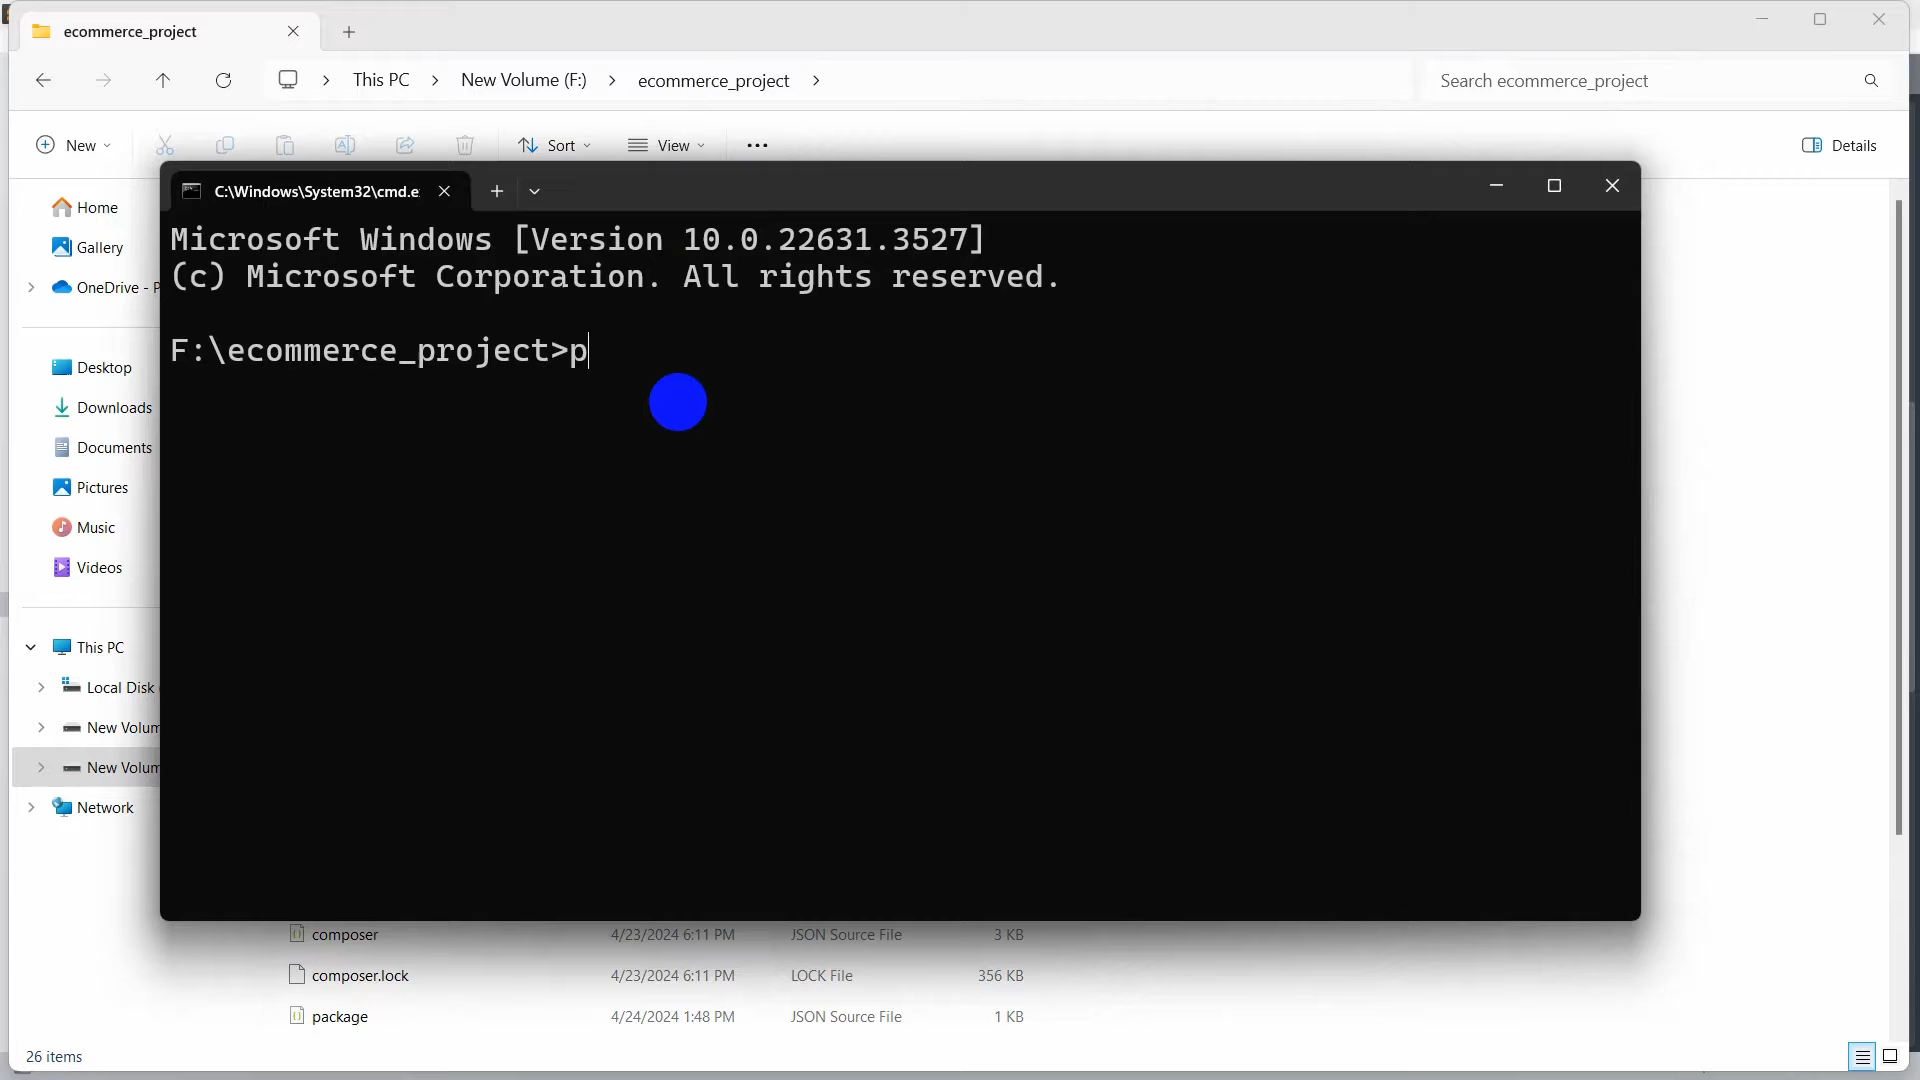 ecommerce_project
This PC
New Volume (F:)
ecommerce_project
Search ecommerce_project
New
Sort
View
Details
C:\Windows\System32\cmd.e
Microsoft Windows [Version 10.0.22631.3527]
(c) Microsoft Corporation. All rights reserved.
F:\ecommerce_project>p
Home
Gallery
OneDrive - P
Desktop
Downloads
Documents
Pictures
Music
Videos
This PC
Local Disk
New Volum
New Volum
Network
composer 4/23/2024 6:11 PM JSON Source File 3 KB
composer.lock 4/23/2024 6:11 PM LOCK File 356 KB
package 4/24/2024 1:48 PM JSON Source File 1 KB
26 items